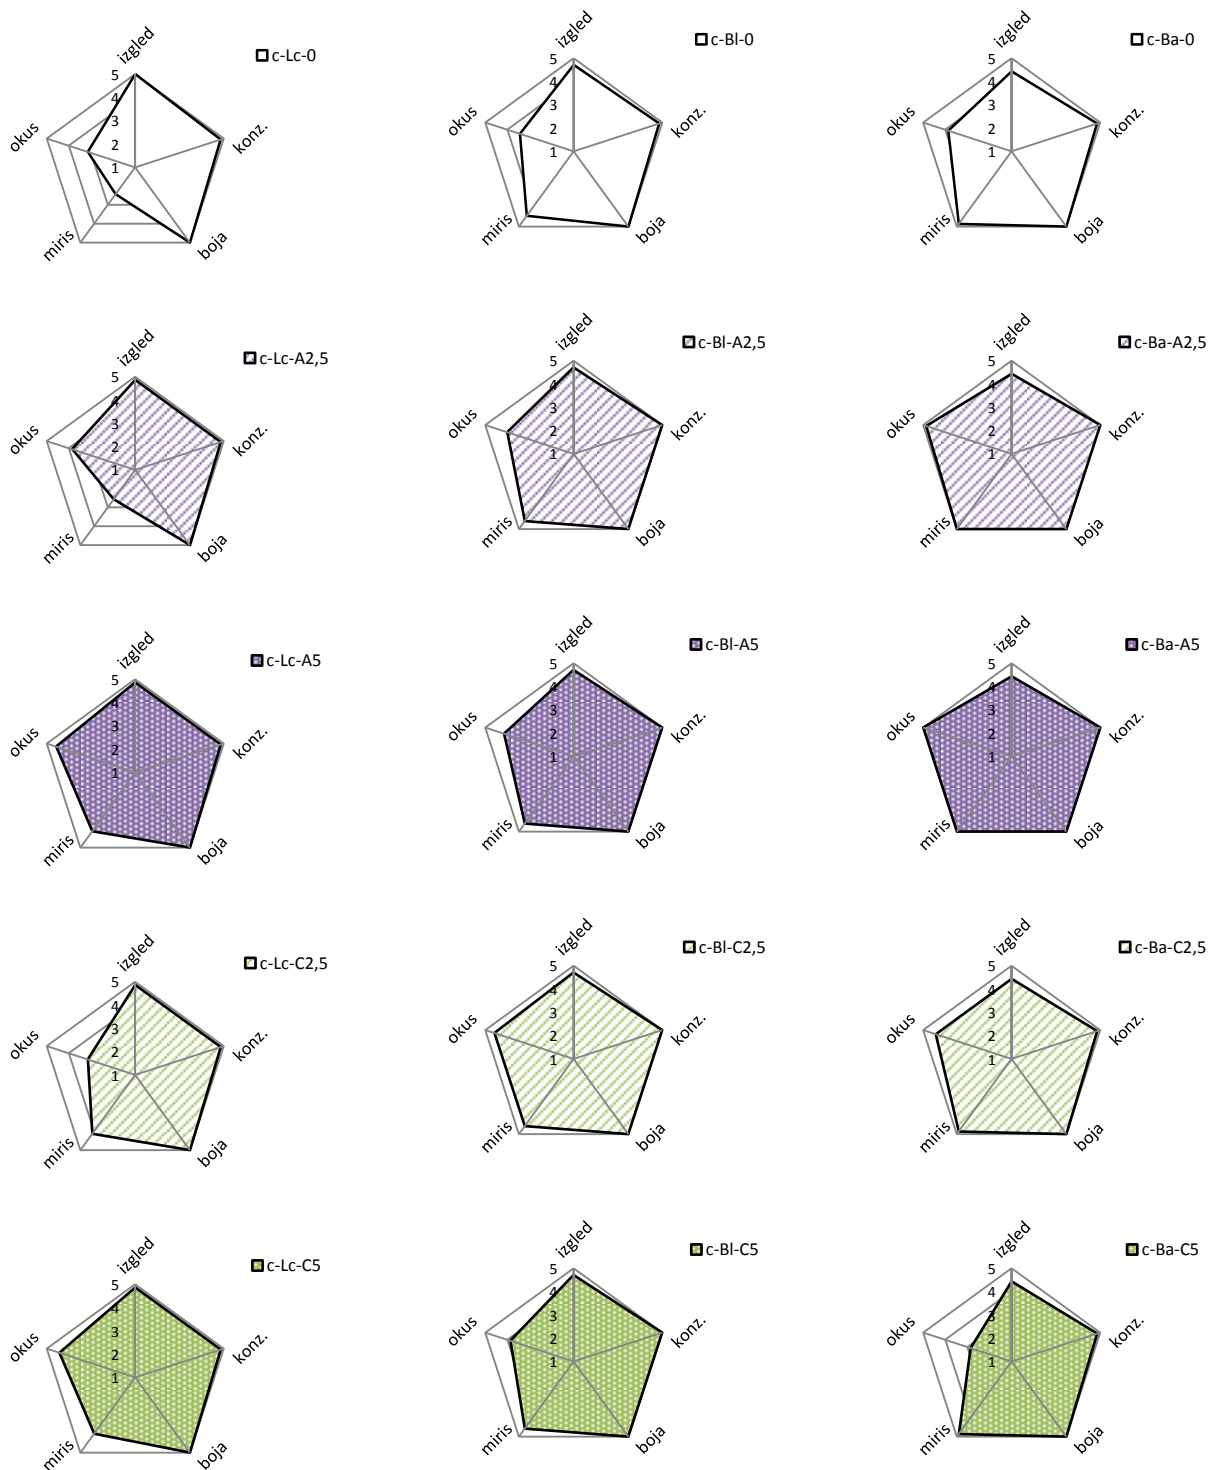 izgled
c-Lc-0
5
4
3
2
1
okus
konz.
miris
boja
izgled
c-Bl-0
5
4
3
2
1
okus
konz.
miris
boja
izgled
c-Ba-0
5
4
3
2
1
okus
konz.
miris
boja
izgled
c-Lc-A2,5
5
4
3
2
1
okus
konz.
miris
boja
izgled
c-Bl-A2,5
5
4
3
2
1
okus
konz.
miris
boja
izgled
c-Ba-A2,5
5
4
3
2
1
okus
konz.
miris
boja
izgled
c-Lc-A5
5
4
3
2
1
okus
konz.
miris
boja
izgled
c-Bl-A5
5
4
3
2
1
okus
konz.
miris
boja
izgled
c-Ba-A5
5
4
3
2
1
okus
konz.
miris
boja
izgled
c-Lc-C2,5
5
4
3
2
1
okus
konz.
miris
boja
izgled
c-Bl-C2,5
5
4
3
2
1
okus
konz.
miris
boja
izgled
c-Ba-C2,5
5
4
3
2
1
okus
konz.
miris
boja
izgled
c-Lc-C5
5
4
3
2
1
okus
konz.
miris
boja
izgled
c-Bl-C5
5
4
3
2
1
okus
konz.
miris
boja
izgled
c-Ba-C5
5
4
3
2
1
okus
konz.
miris
boja